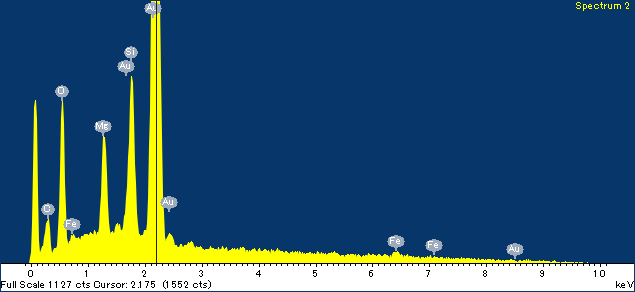 Spectrum 2
Au
Si
Au
O
Mg
C
Fe
Au
Fe
Fe
Au
0 1 2 3 4 5 6 7 8 9 10
Full Scale 1127 cts Cursor: 2.175 (1552 cts) keV